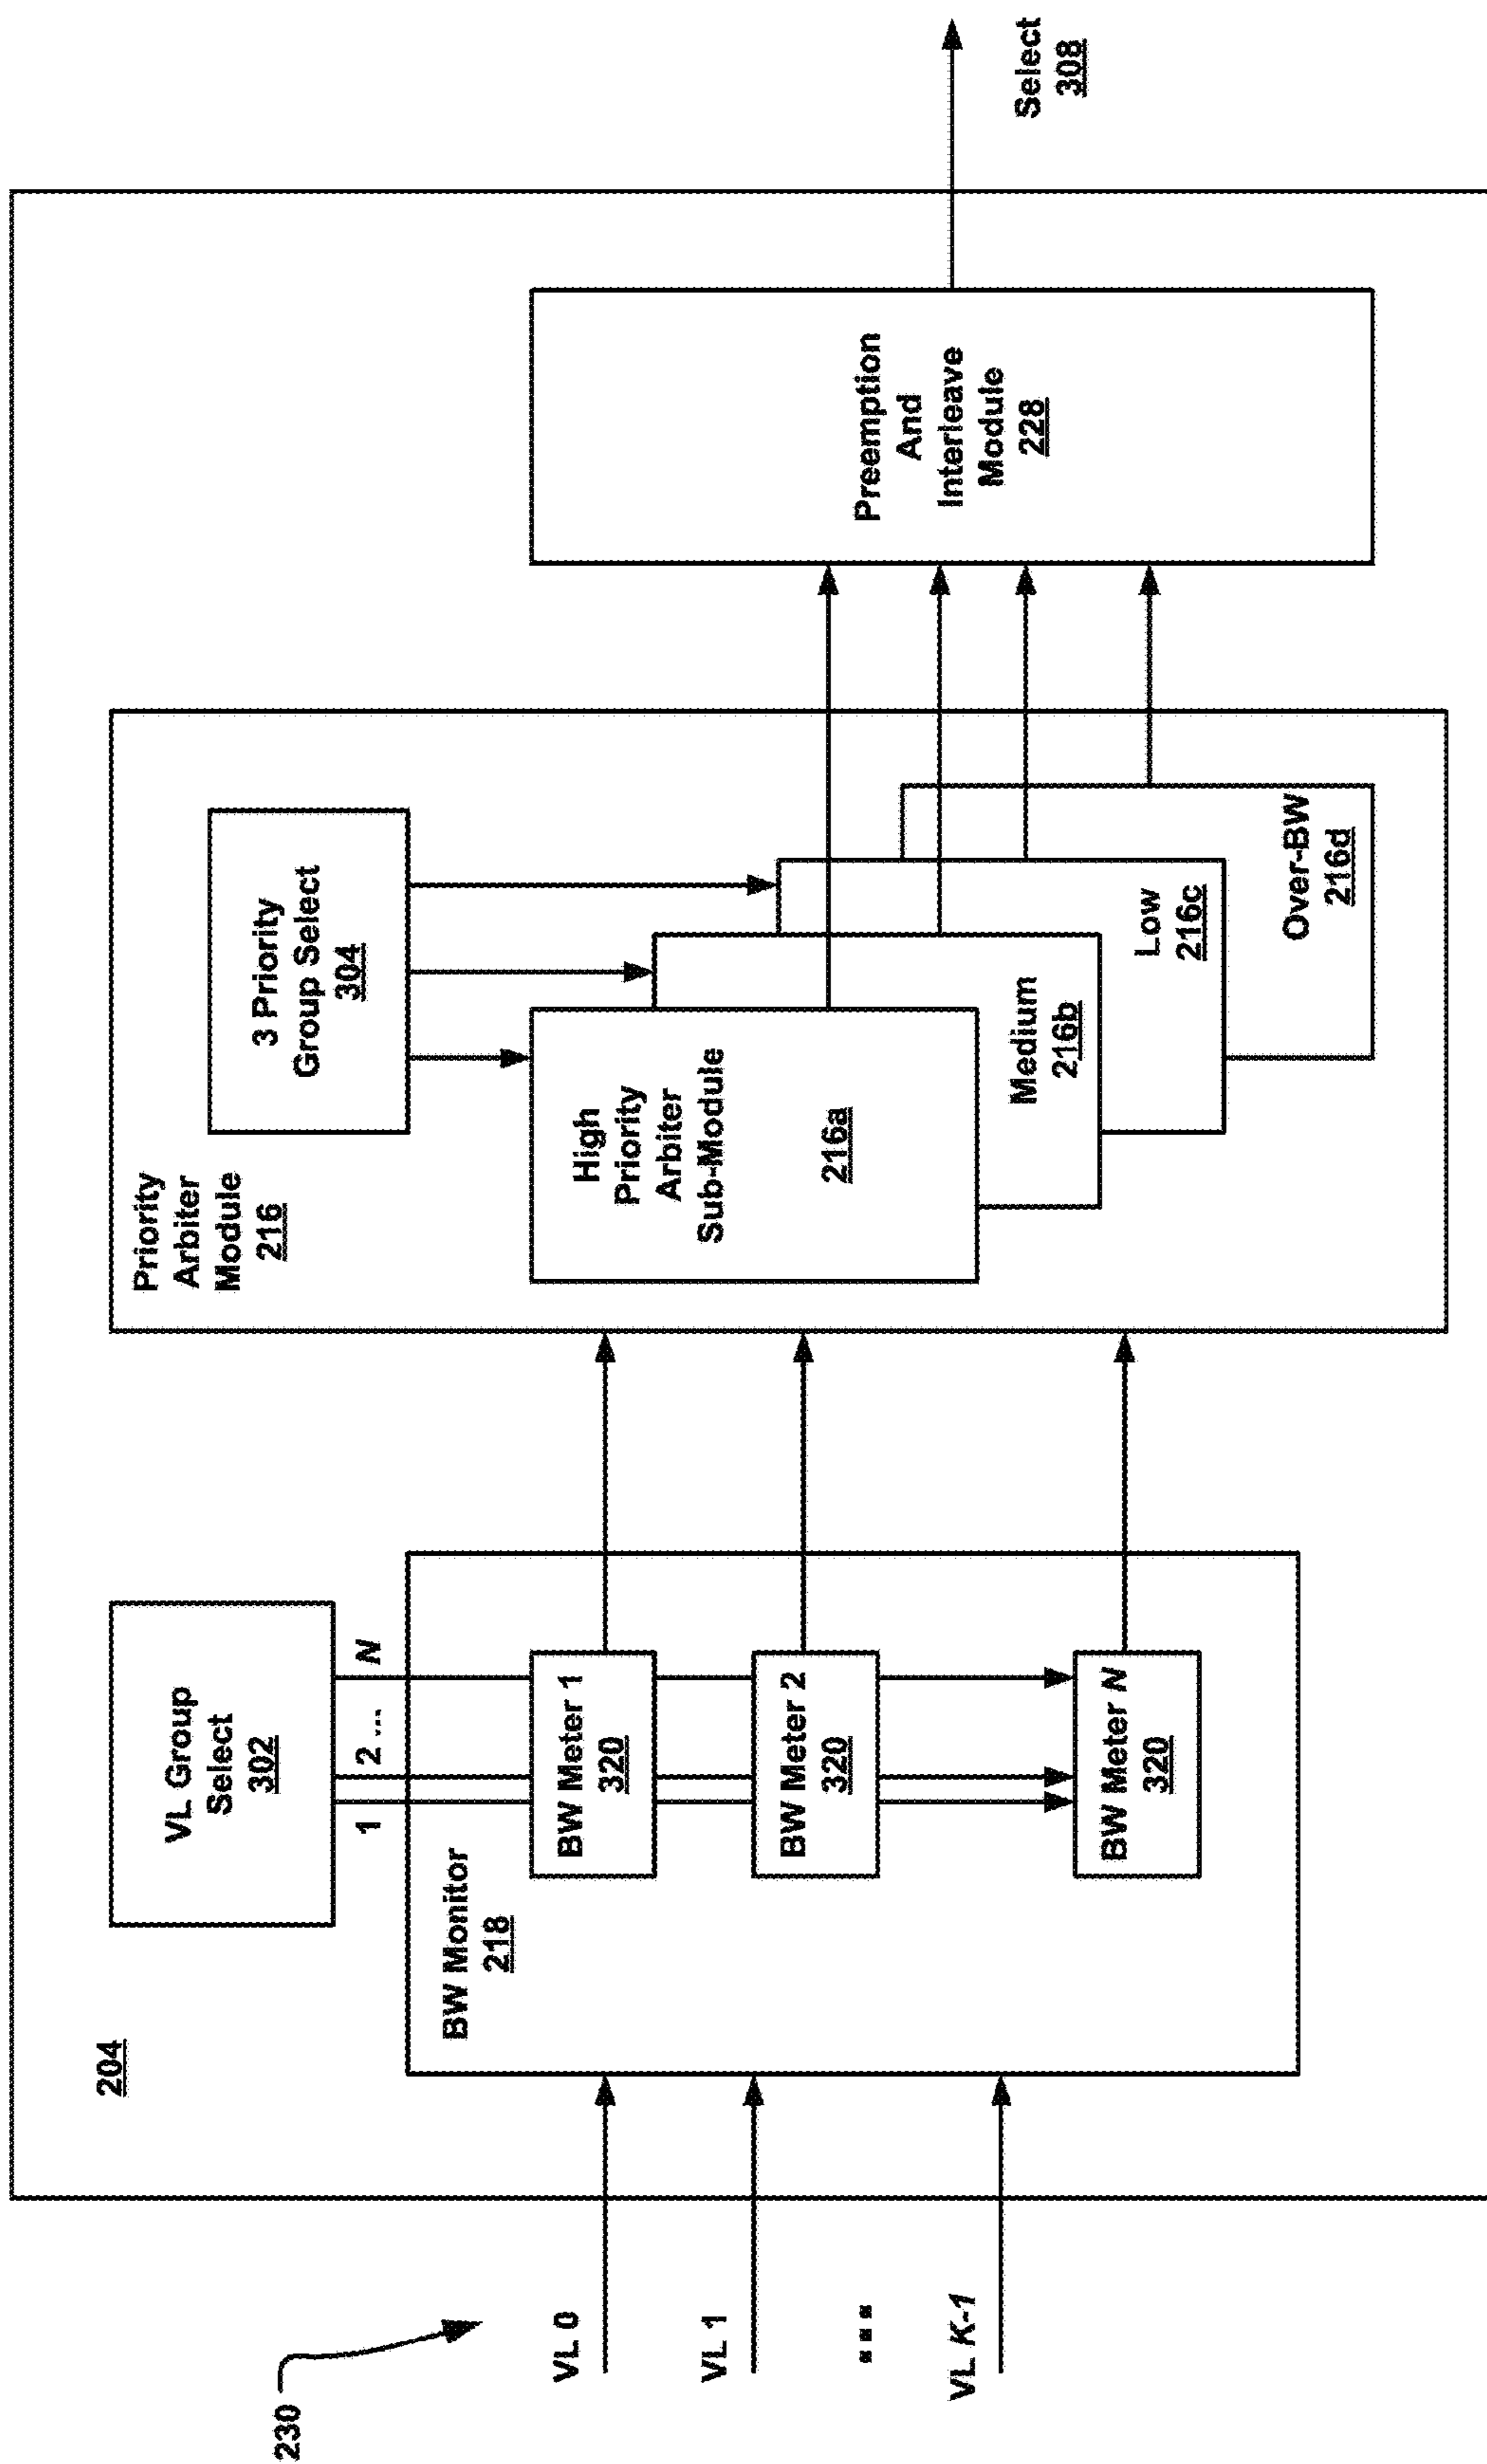 230
VL 0
VL 1
...
VL K-1
204
VL Group
Select
302
1
2 ...
N
BW Monitor
218
BW Meter 1
320
BW Meter 2
320
BW Meter N
320
Priority
Arbiter
Module
216
3 Priority
Group Select
304
High
Priority
Arbiter
Sub-Module
216a
Medium
216b
Low
216c
Over-BW
216d
Preemption
And
Interleave
Module
228
Select
308